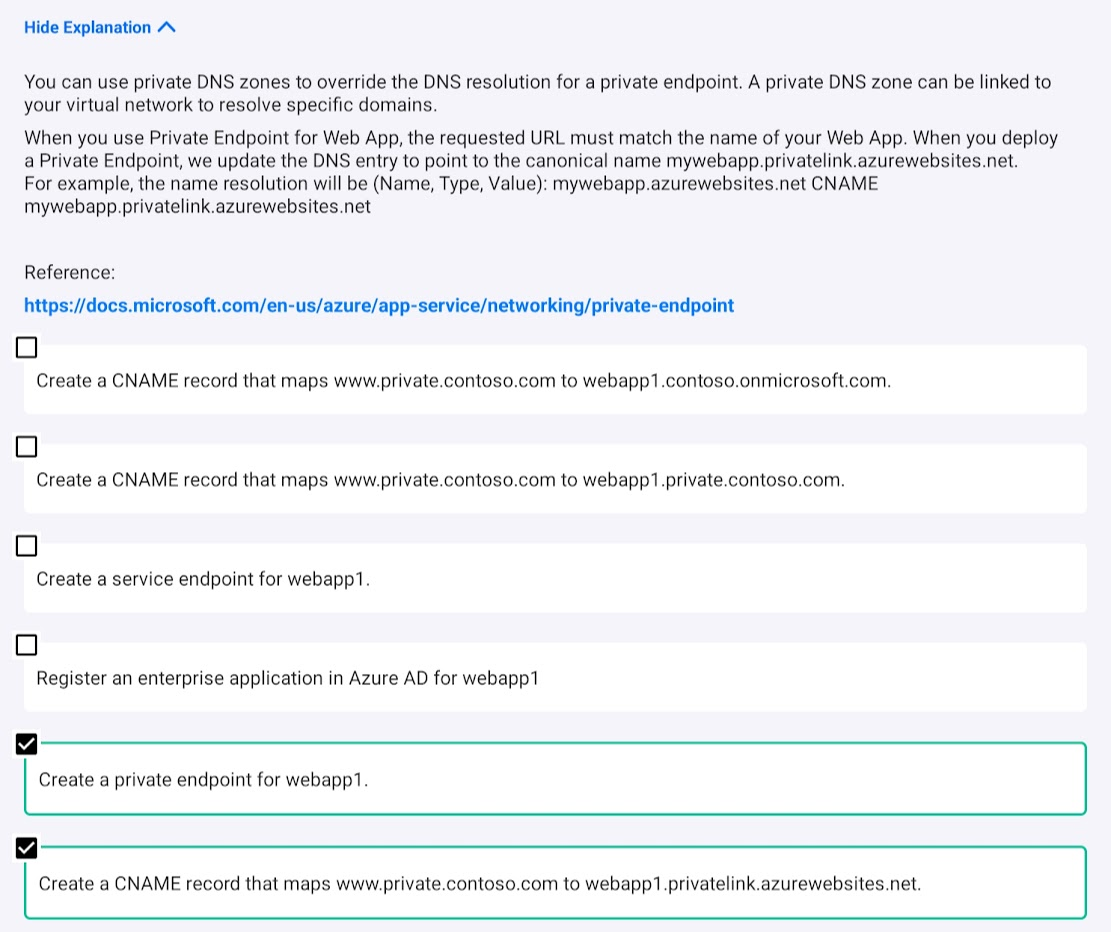 Hide Explanation
You can use private DNS zones to override the DNS resolution for a private endpoint. A private DNS zone can be linked to
your virtual network to resolve specific domains.
When you use Private Endpoint for Web App, the requested URL must match the name of your Web App. When you deploy
a Private Endpoint, we update the DNS entry to point to the canonical name mywebapp.privatelink.azurewebsites.net.
For example, the name resolution will be (Name, Type, Value): mywebapp.azurewebsites.net CNAME
mywebapp.privatelink.azurewebsites.net
Reference:
https://docs.microsoft.com/en-us/azure/app-service/networking/private-endpoint
Create a CNAME record that maps www.private.contoso.com to webapp1.contoso.onmicrosoft.com.
Create a CNAME record that maps www.private.contoso.com to webapp1.private.contoso.com.
Create a service endpoint for webapp1.
Register an enterprise application in Azure AD for webapp1
Create a private endpoint for webapp1.
Create a CNAME record that maps www.private.contoso.com to webapp1.privatelink.azurewebsites.net.